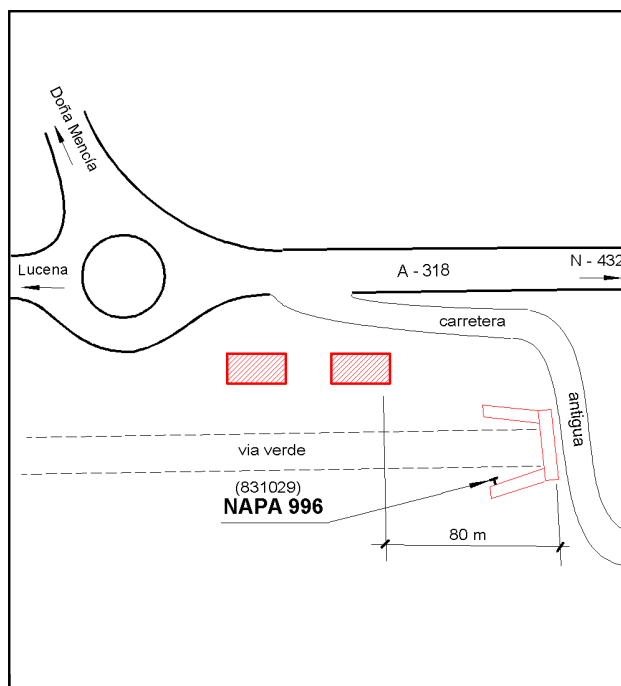 Doña Mencía
Lucena
A - 318
N - 432
carretera
antigua
via verde
(831029)
NAPA 996
80 m